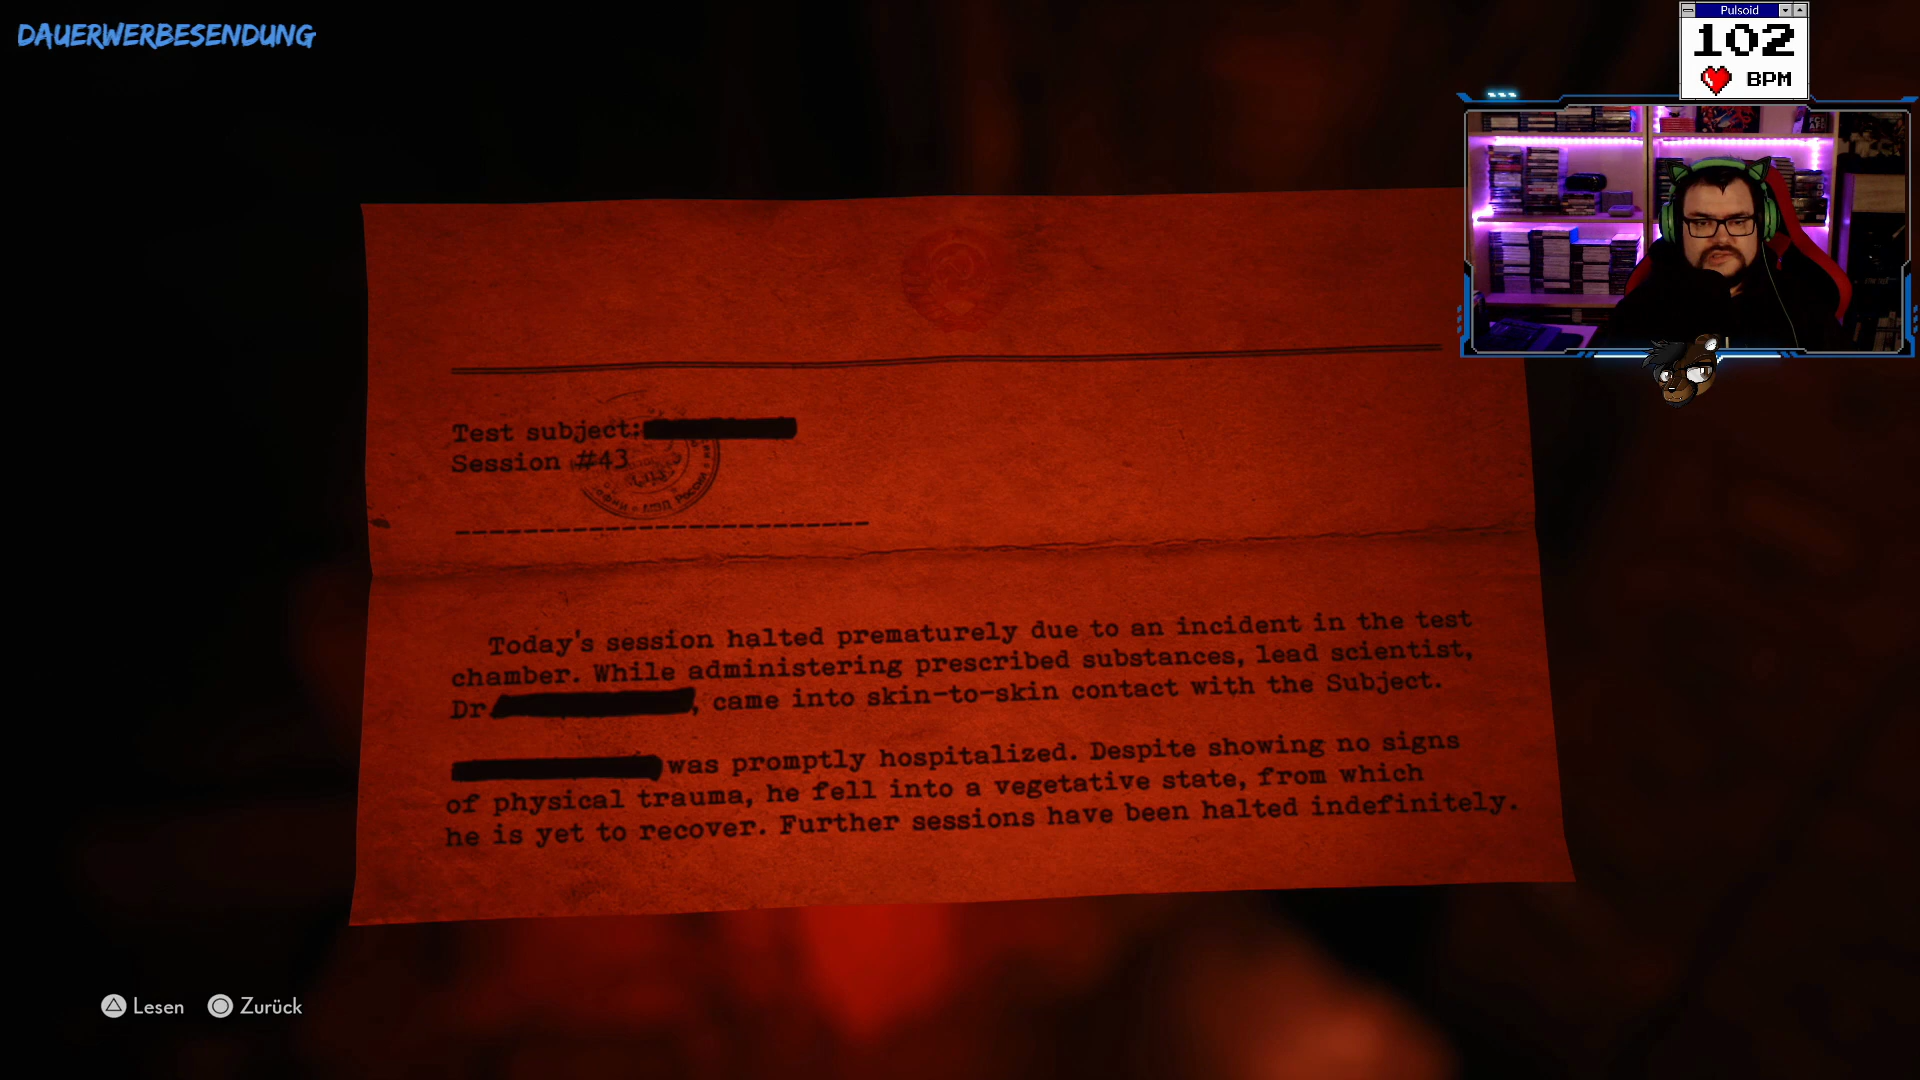 DAUERWERBESENDUNG
Pulsoid
102
BPM
Test subject:
Session #43
Today's session halted prematurely due to an incident in the test
chamber. While administering prescribed substances, lead scientist,
Dr , came into skin-to-skin contact with the Subject.
was promptly hospitalized. Despite showing no signs
of physical trauma, he fell into a vegetative state, from which
he is yet to recover. Further sessions have been halted indefinitely.
Lesen
Zurück